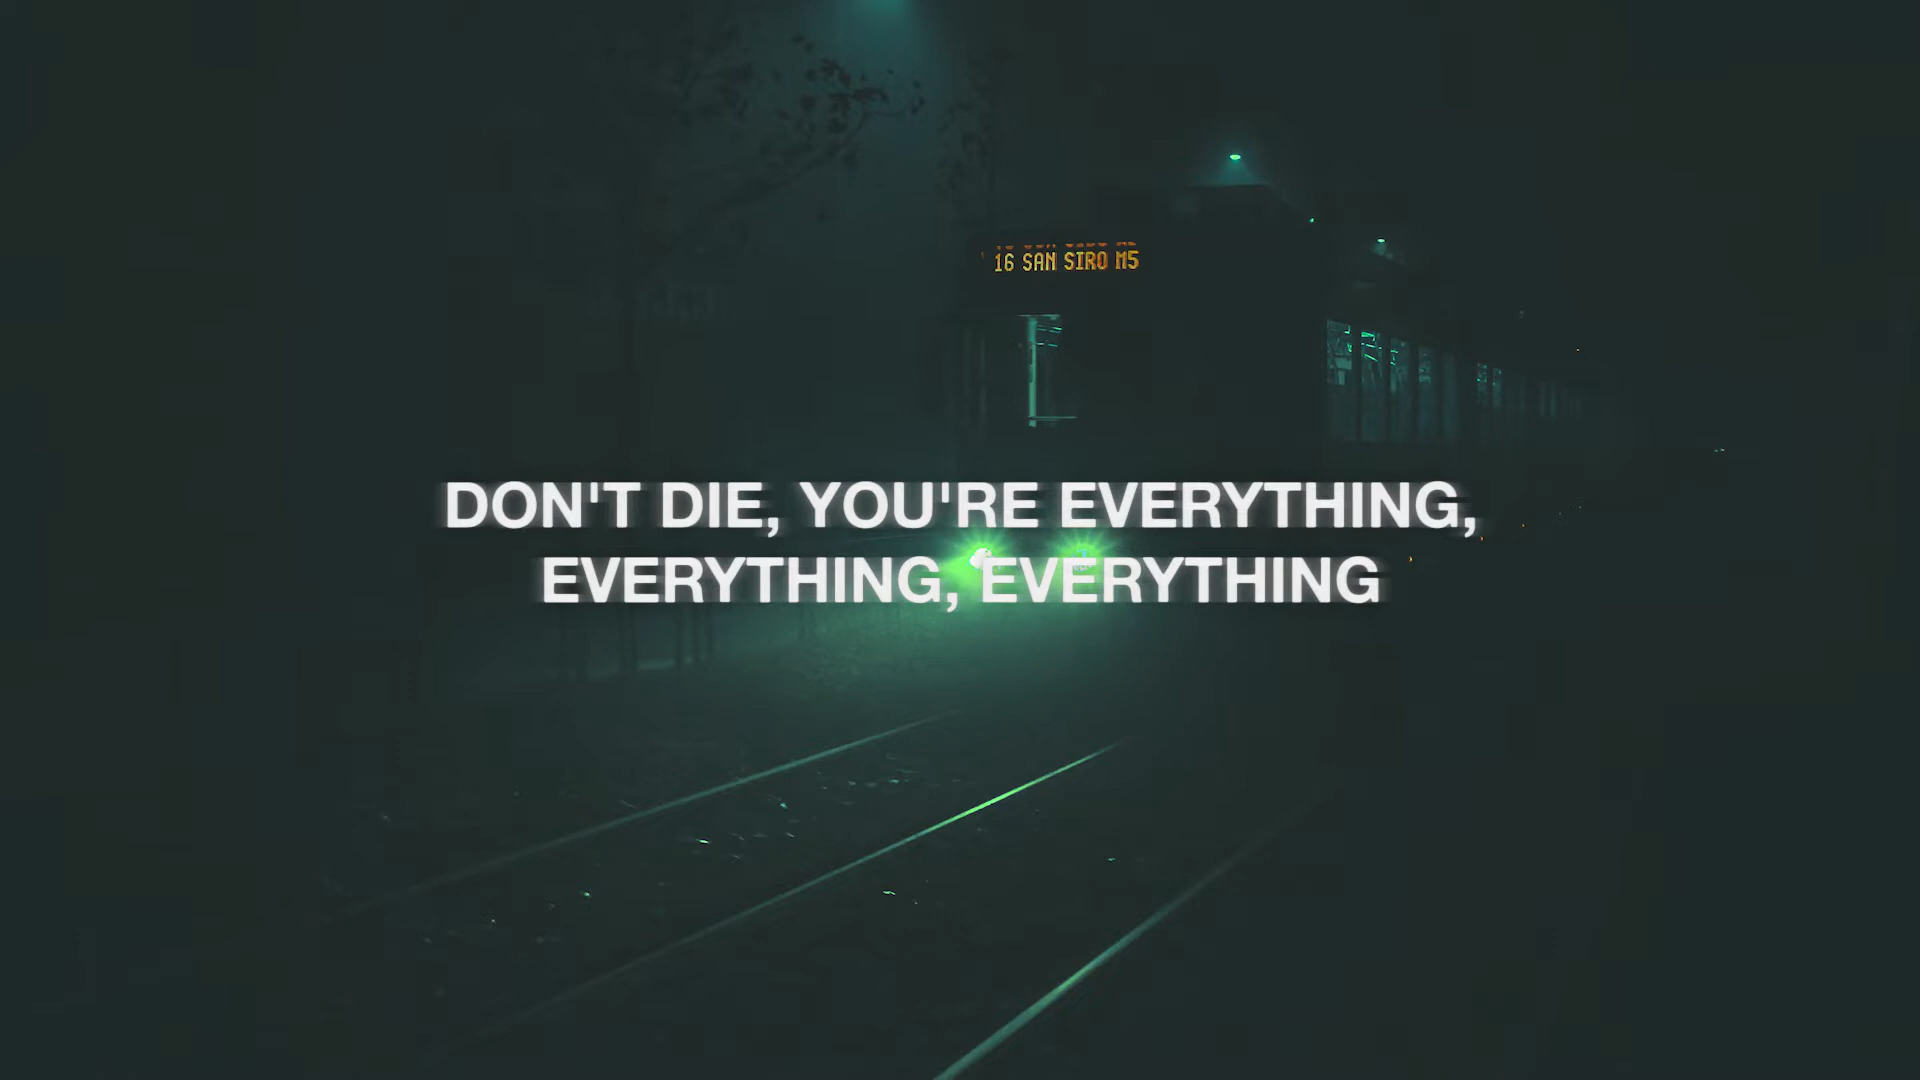 16 SAN SIRO M5
DON'T DIE, YOU'RE EVERYTHING,
EVERYTHING, EVERYTHING